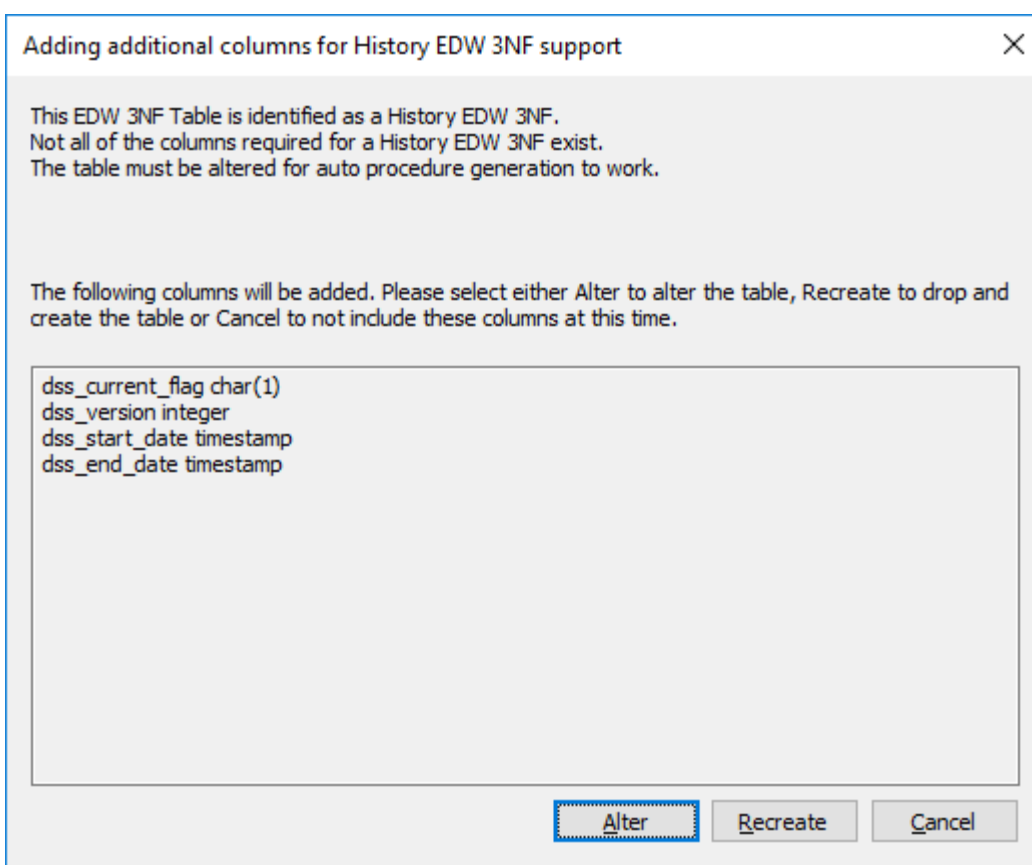 Adding additional columns for History EDW 3NF support
This EDW 3NF Table is identified as a History EDW 3NF.
Not all of the columns required for a History EDW 3NF exist.
The table must be altered for auto procedure generation to work.
The following columns will be added. Please select either Alter to alter the table, Recreate to drop and
create the table or Cancel to not include these columns at this time.
dss_current_flag char(1)
dss_version integer
dss_start_date timestamp
dss_end_date timestamp
Alter Recreate Cancel